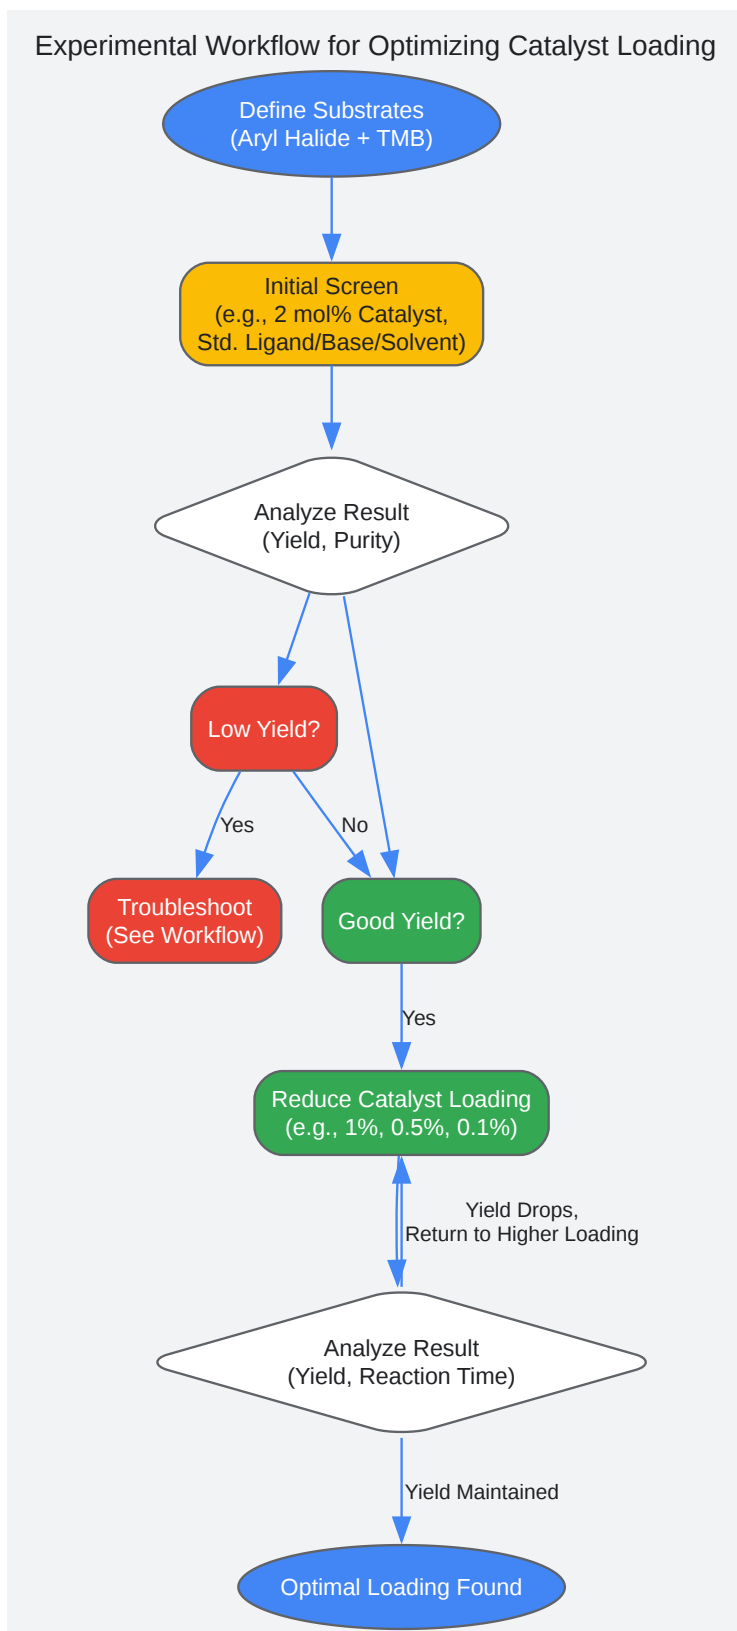 Experimental Workflow for Optimizing Catalyst Loading
Define Substrates
(Aryl Halide + TMB)
Initial Screen
(e.g., 2 mol% Catalyst,
Std. Ligand/Base/Solvent)
Analyze Result
(Yield, Purity)
Low Yield?
Yes
No
Troubleshoot
(See Workflow)
Good Yield?
Yes
Reduce Catalyst Loading
(e.g., 1%, 0.5%, 0.1%)
Yield Drops,
Return to Higher Loading
Analyze Result
(Yield, Reaction Time)
Yield Maintained
Optimal Loading Found